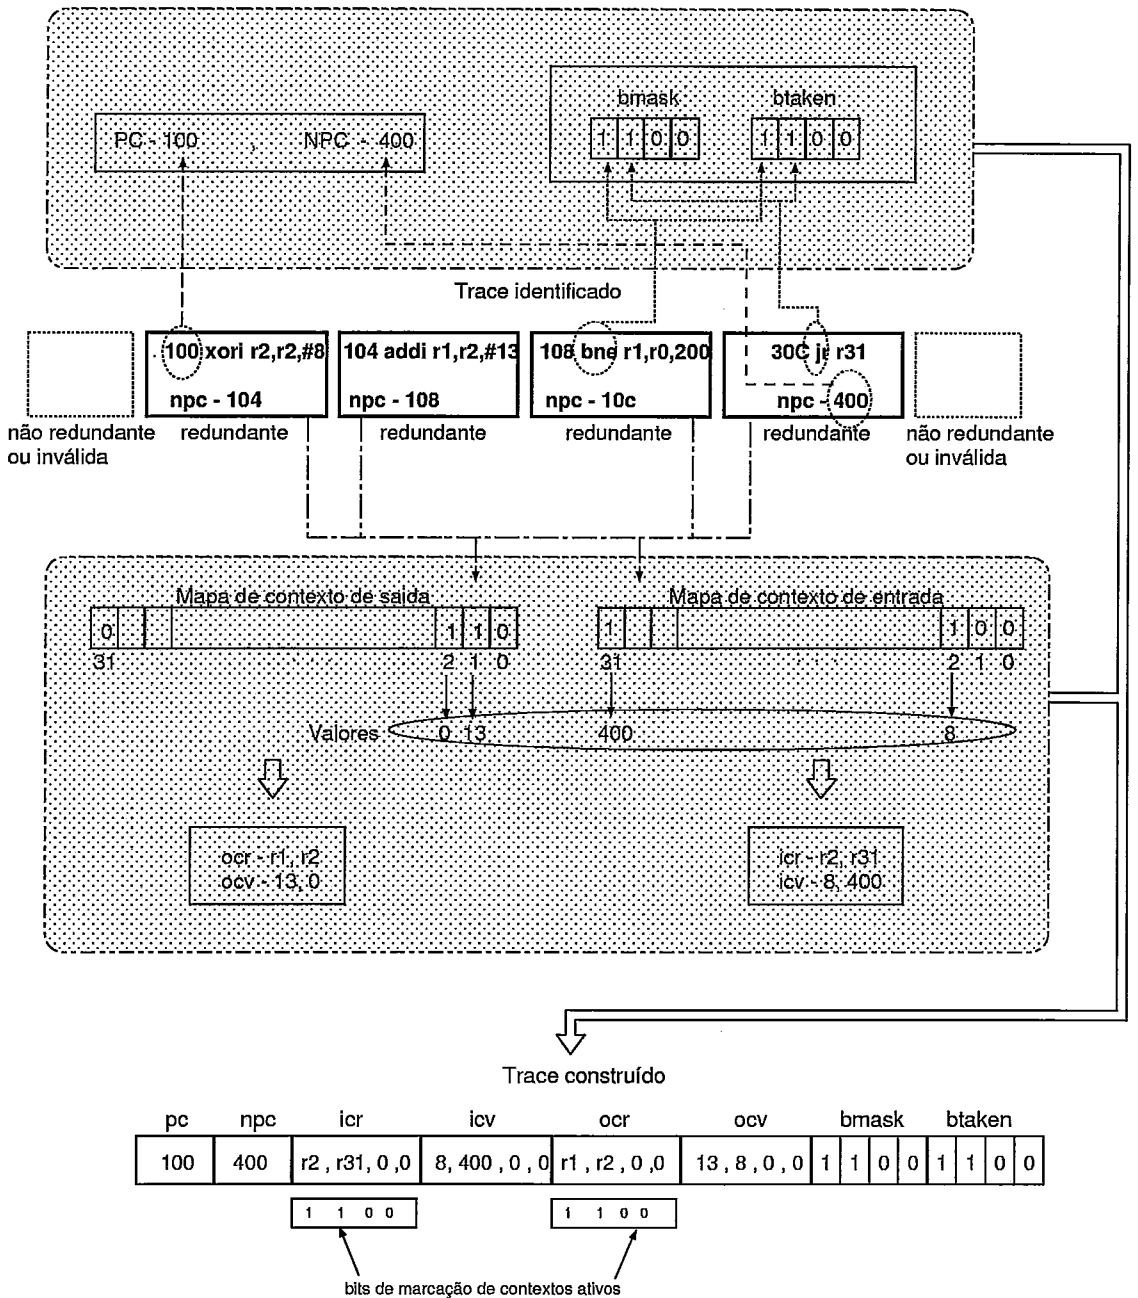 bmask btaken
PC - 100 , NPC - 400
1 1 0 0 1 1 0 0
Trace identificado
100 xori r2,r2,#8
npc - 104
104 addi r1,r2,#13
npc - 108
108 bne r1,r0,200
npc - 10c
30C jr r31
npc - 400
não redundante
ou inválida
redundante
redundante
redundante
redundante
não redundante
ou inválida
Mapa de contexto de saida
0 1 1 0
31 2 1 0
Mapa de contexto de entrada
1 1 0 0
31 2 1 0
Valores 0 13 400 8
ocr - r1, r2
ocv - 13, 0
icr - r2, r31
icv - 8, 400
Trace construído
pc npc icr icv ocr ocv bmask btaken
100 400 r2 , r31, 0 ,0 8, 400 , 0 , 0 r1 , r2 , 0 ,0 13 , 8 , 0 , 0 1 1 0 0 1 1 0 0
1 1 0 0 1 1 0 0
bits de marcação de contextos ativos